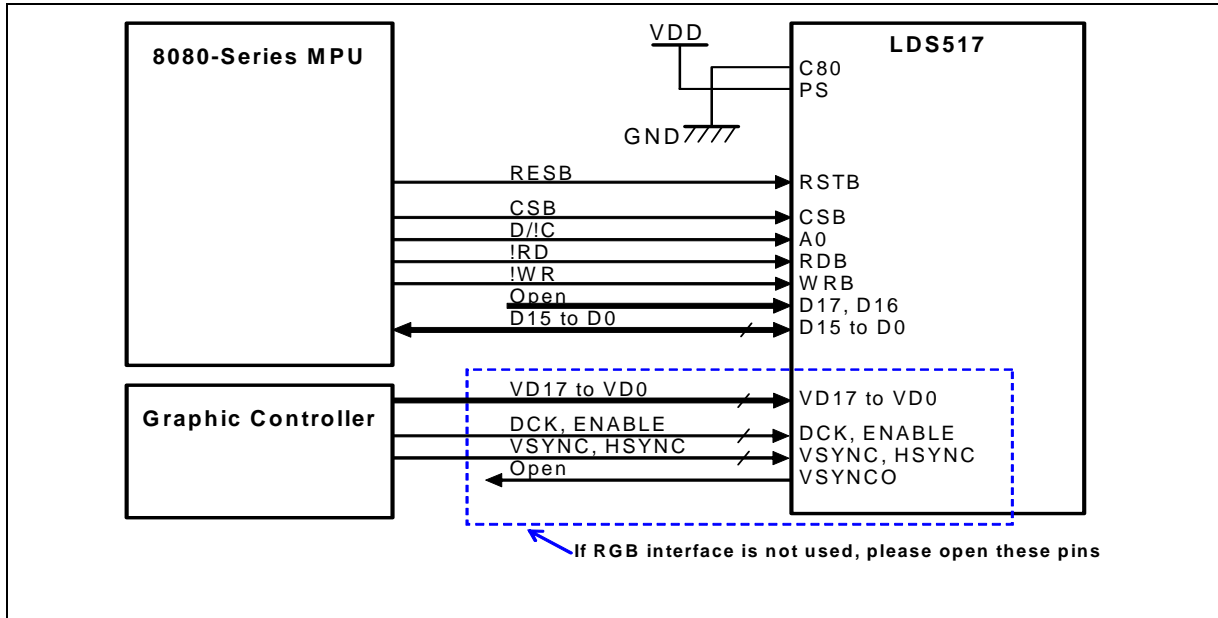 8080-Series MPU
VDD
LDS517
C80
PS
GND
RESB
RSTB
CSB
CSB
D/!C
A0
!RD
RDB
!WR
WRB
Open
D17, D16
D15 to D0
D15 to D0
Graphic Controller
VD17 to VD0
VD17 to VD0
DCK, ENABLE
DCK, ENABLE
VSYNC, HSYNC
VSYNC, HSYNC
Open
VSYNCO
If RGB interface is not used, please open these pins